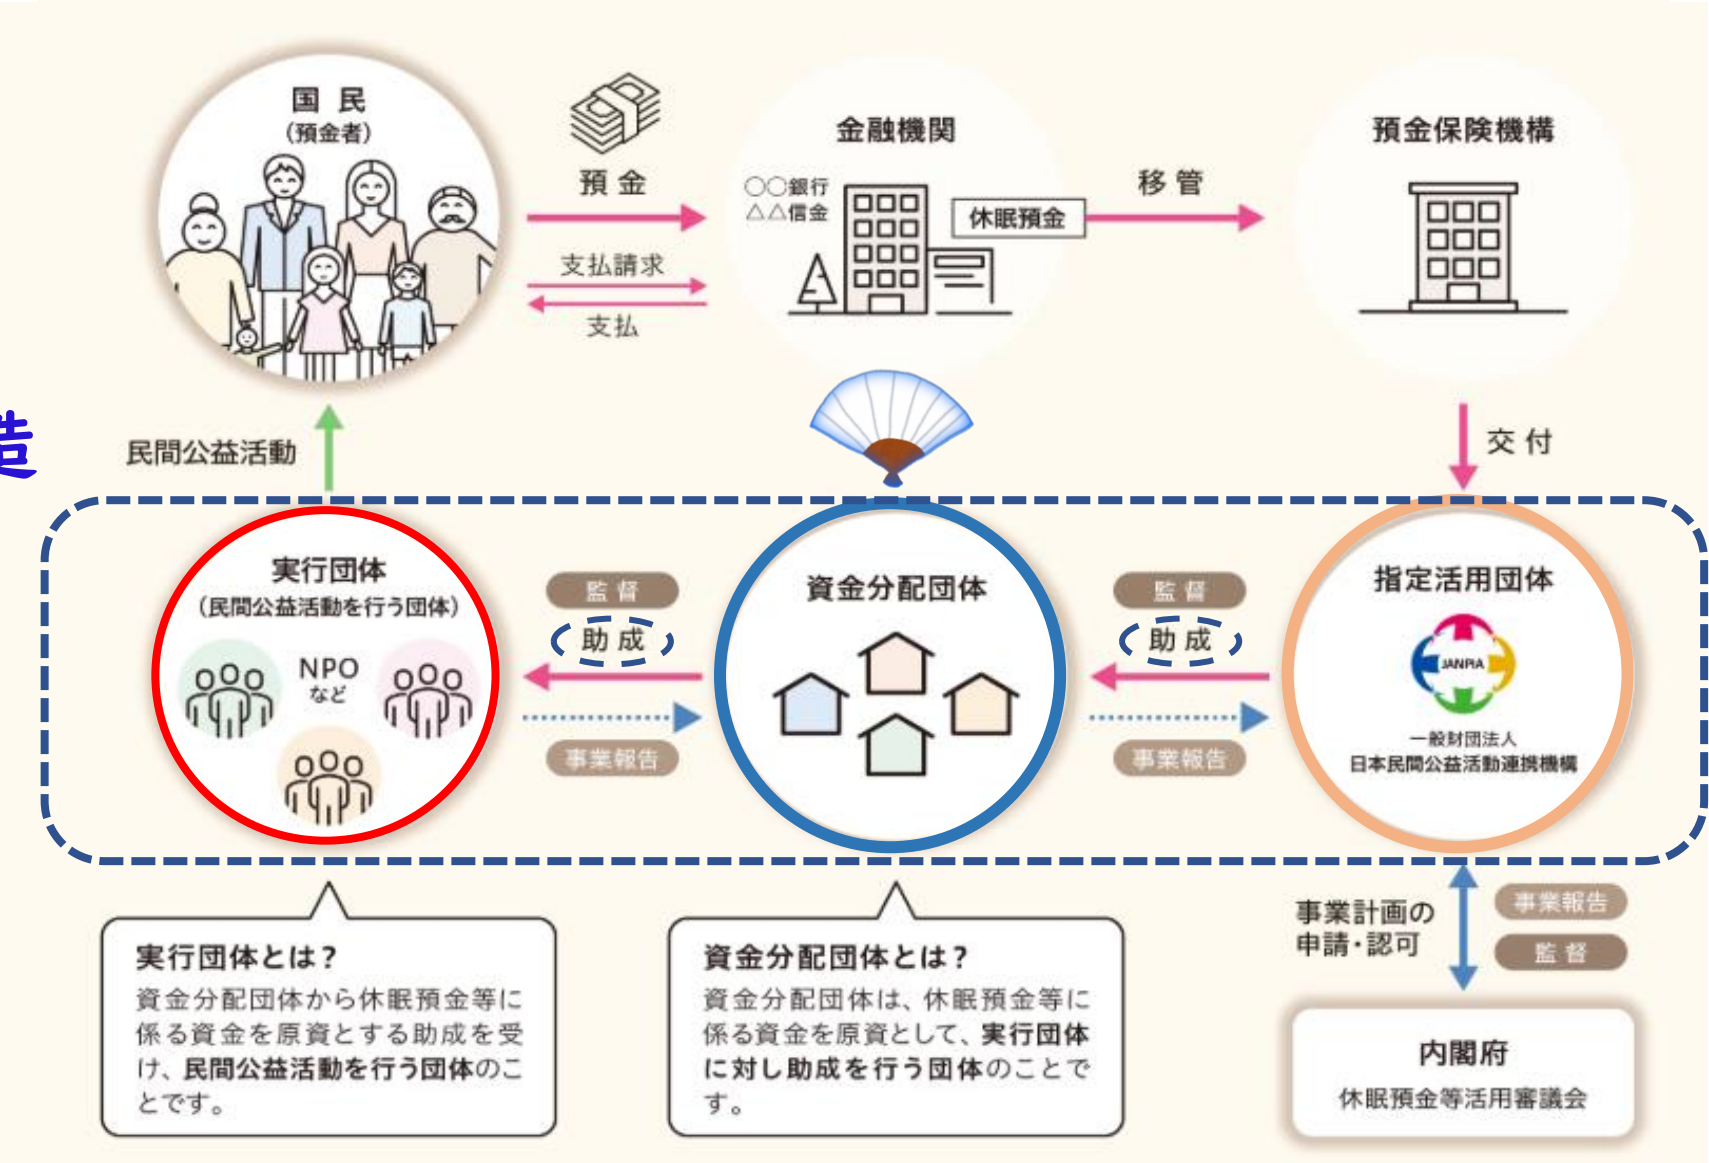 国 民
（預金者）
預 金
支払請求
支払
金融機関
〇〇銀行
△△信金
休眠預金
移 管
預金保険機構
造
民間公益活動
交 付
実行団体
（民間公益活動を行う団体）
NPO
など
監 督
助 成
事業報告
資金分配団体
監 督
助 成
事業報告
指定活用団体
JANPIA
一般財団法人
日本民間公益活動連携機構
実行団体とは？
資金分配団体から休眠預金等に
係る資金を原資とする助成を受
け、民間公益活動を行う団体のこ
とです。
資金分配団体とは？
資金分配団体は、休眠預金等に
係る資金を原資として、実行団体
に対し助成を行う団体のことで
す。
事業計画の
申請・認可
事業報告
監 督
内閣府
休眠預金等活用審議会